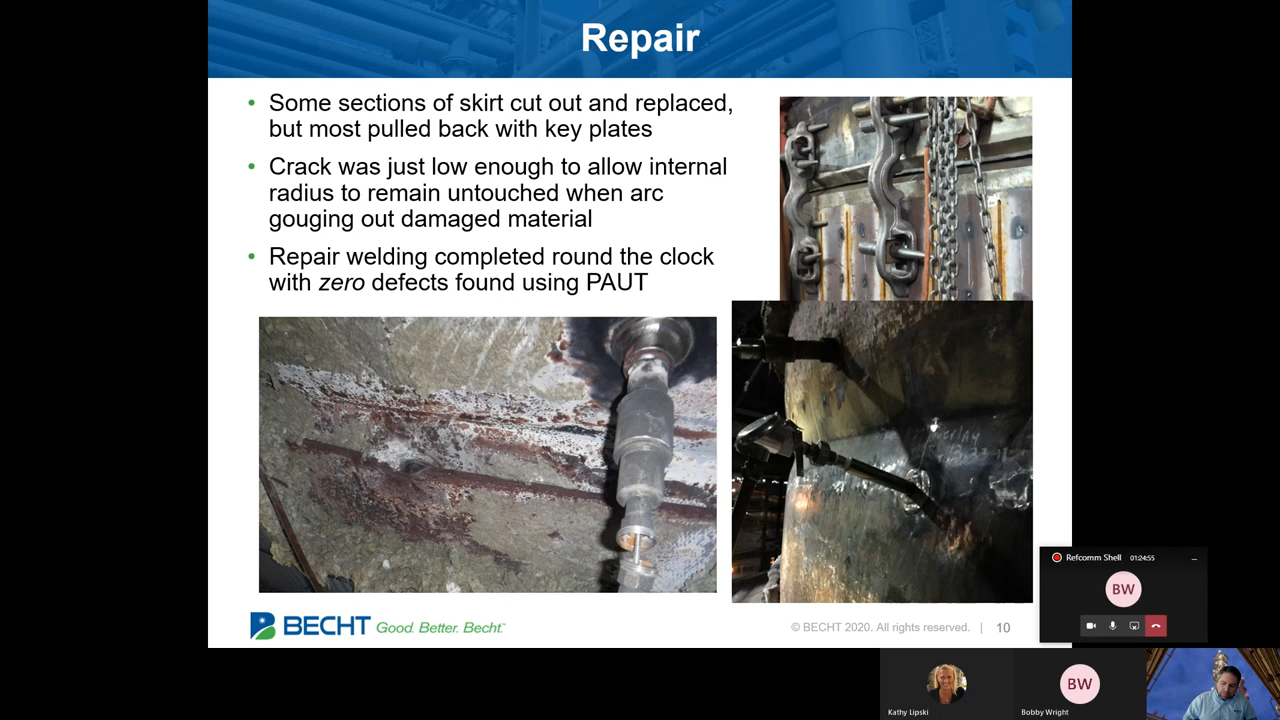 Repair
• Some sections of skirt cut out and replaced,
but most pulled back with key plates
• Crack was just low enough to allow internal
radius to remain untouched when arc
gouging out damaged material
• Repair welding completed round the clock
with zero defects found using PAUT
overlay
BECHT Good. Better. Becht.™
© BECHT 2020. All rights reserved. | 10
Refcomm Shell 01:24:55
BW
BW
Kathy Lipski
Bobby Wright